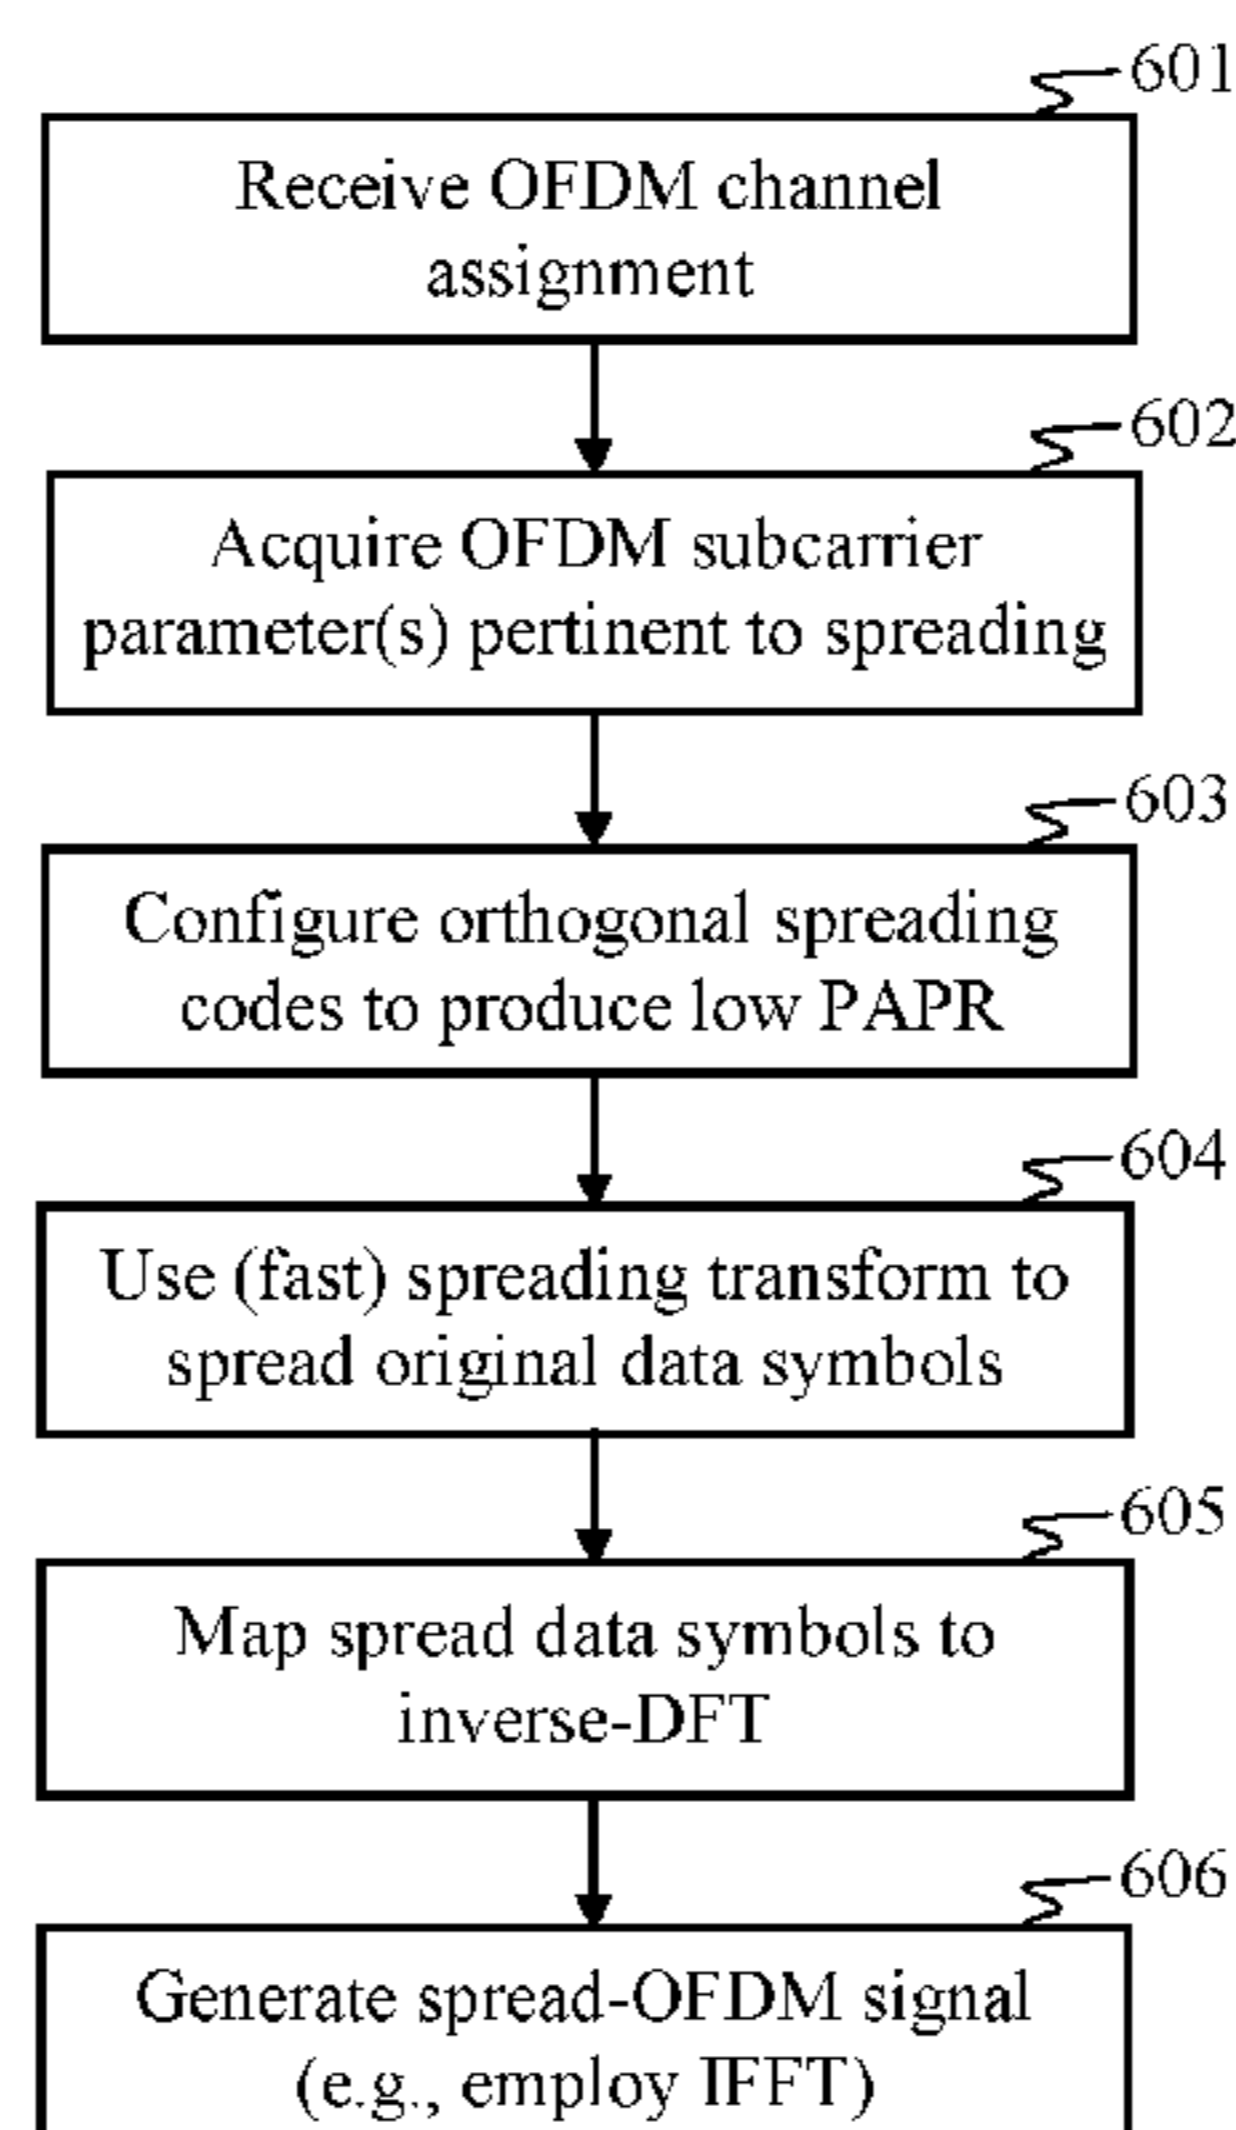 601
Receive OFDM channel
assignment
602
Acquire OFDM subcarrier
parameter(s) pertinent to spreading
603
Configure orthogonal spreading
codes to produce low PAPR
604
Use (fast) spreading transform to
spread original data symbols
605
Map spread data symbols to
inverse-DFT
606
Generate spread-OFDM signal
(e.g., employ IFFT)